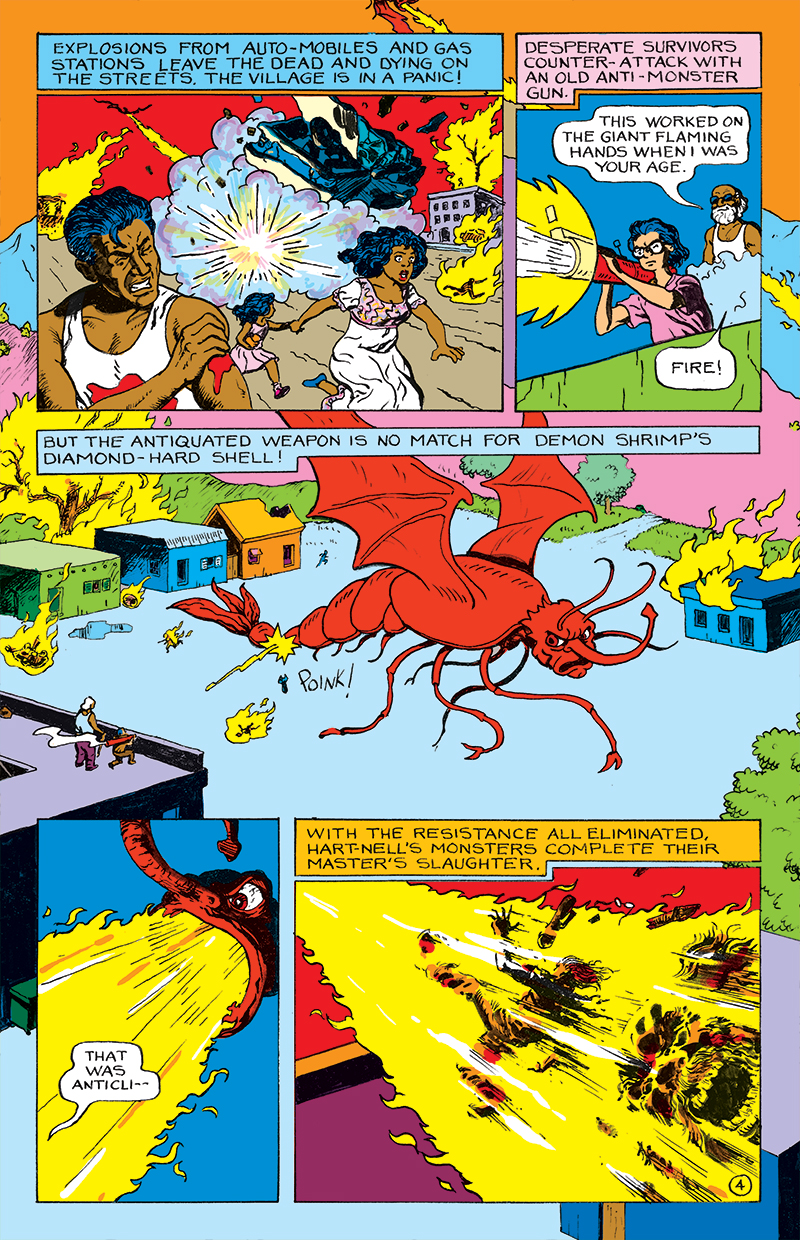 EXPLOSIONS FROM AUTO-MOBILES AND GAS
STATIONS LEAVE THE DEAD AND DYING ON
THE STREETS. THE VILLAGE IS IN A PANIC!
DESPERATE SURVIVORS
COUNTER-ATTACK WITH
AN OLD ANTI-MONSTER
GUN.
THIS WORKED ON
THE GIANT FLAMING
HANDS WHEN I WAS
YOUR AGE.
FIRE!
BUT THE ANTIQUATED WEAPON IS NO MATCH FOR DEMON SHRIMP'S
DIAMOND-HARD SHELL!
POINK!
THAT
WAS
ANTICLI--
WITH THE RESISTANCE ALL ELIMINATED,
HART-NELL'S MONSTERS COMPLETE THEIR
MASTER'S SLAUGHTER.
4